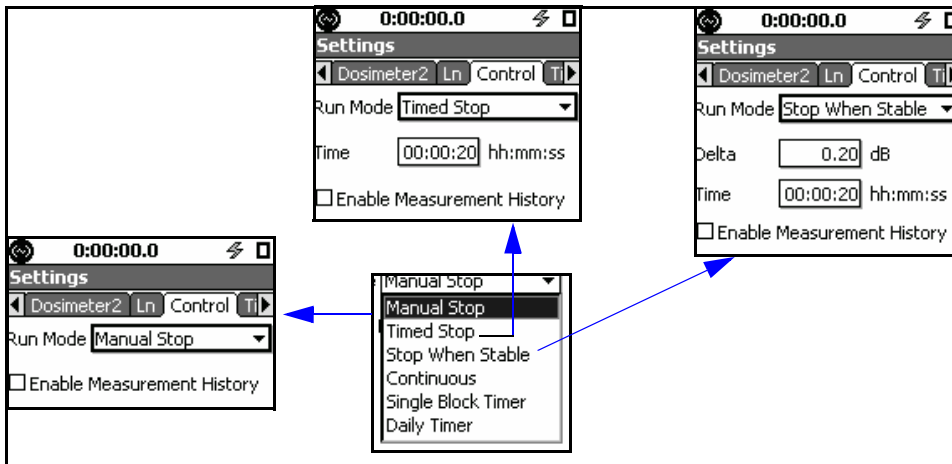 0:00:00.0
Settings
Dosimeter2 Ln Control Ti
Run Mode Timed Stop
Time 00:00:20 hh:mm:ss
Enable Measurement History
0:00:00.0
Settings
Dosimeter2 Ln Control Ti
Run Mode Stop When Stable
Delta 0.20 dB
Time 00:00:20 hh:mm:ss
Enable Measurement History
0:00:00.0
Settings
Dosimeter2 Ln Control Ti
Run Mode Manual Stop
Enable Measurement History
Manual Stop
Manual Stop
Timed Stop
Stop When Stable
Continuous
Single Block Timer
Daily Timer